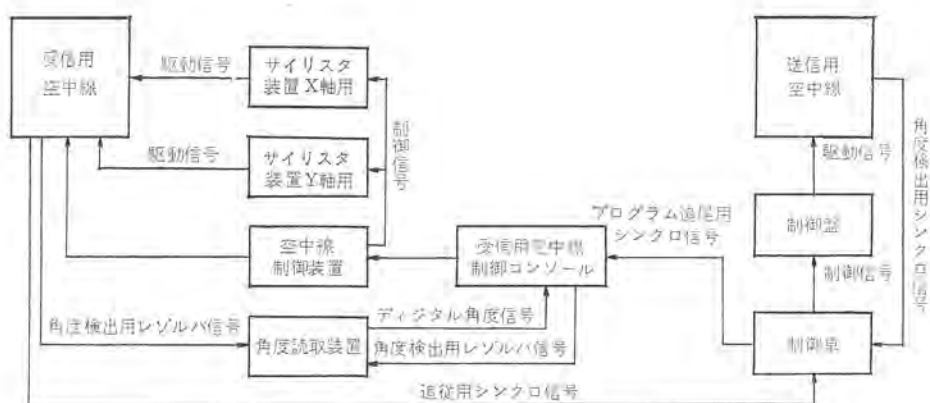 受信用
空中線
駆動信号
サイリスタ
装置X軸用
駆動信号
サイリスタ
装置Y軸用
制御信号
空中線
制御装置
受信用空中線
制御コンソール
プログラム追尾用
シンクロ信号
送信用
空中線
駆動信号
角度検出用シンクロ信号
制御盤
制御信号
制御卓
角度検出用レゾルバ信号
角度読取装置
ディジタル角度信号
角度検出用レゾルバ信号
追従用シンクロ信号